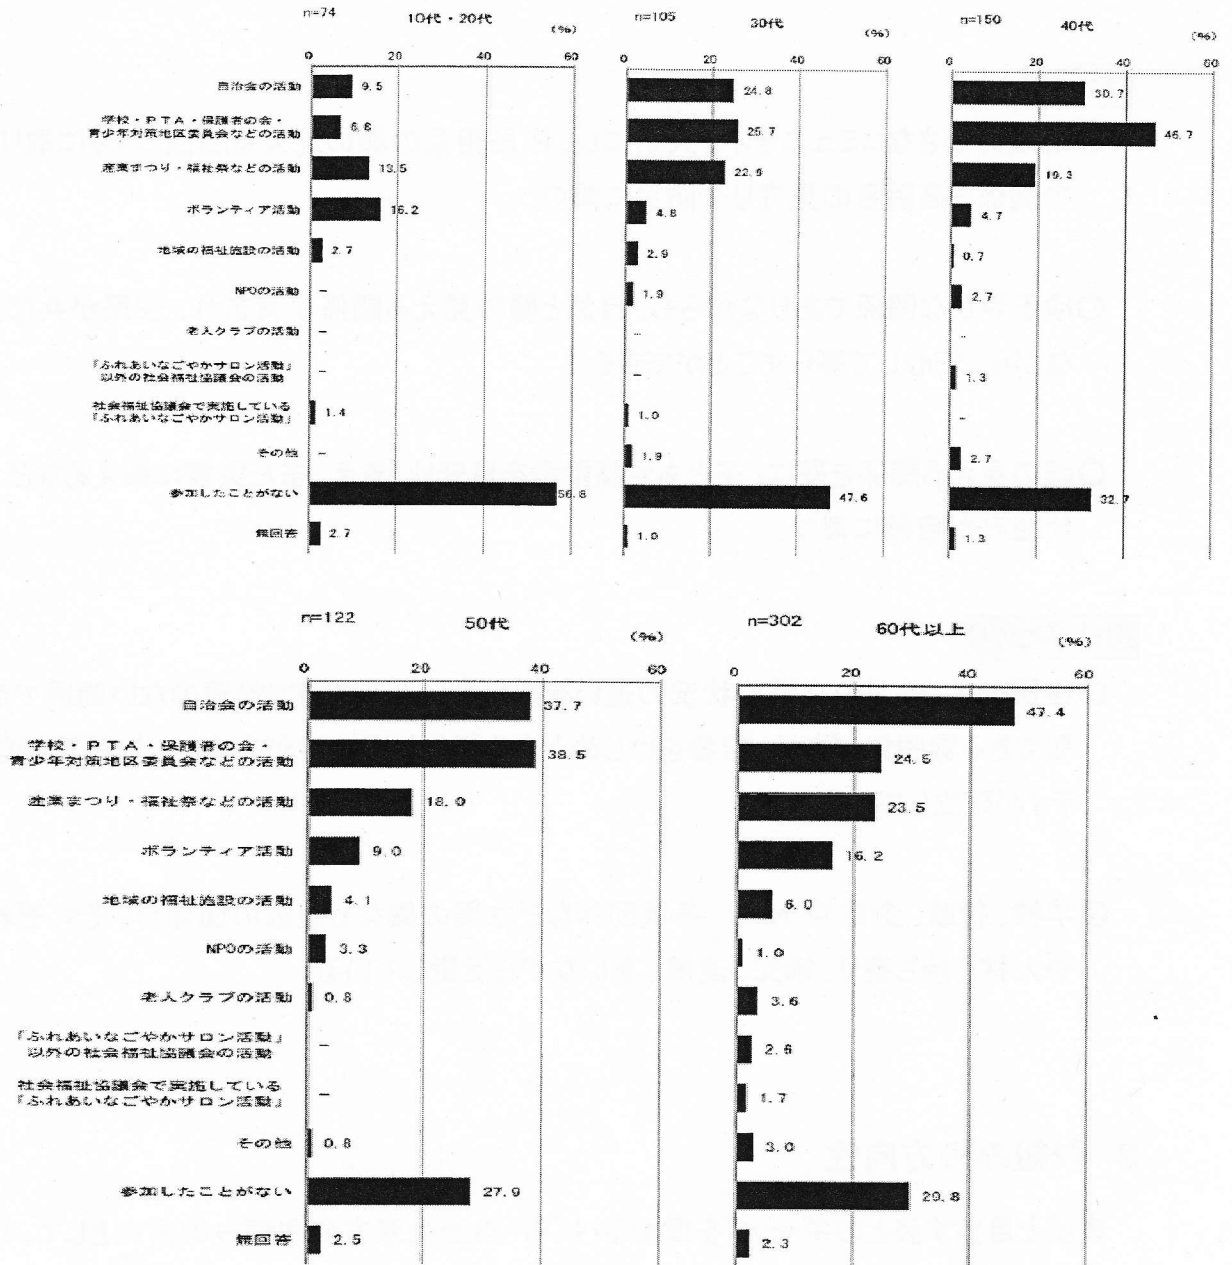 n=74
10代・20代
(%)
0 20 40 60
自治会の活動 9.5
学校・PTA・保護者の会・
青少年対策地区委員会などの活動 6.8
産業まつり・福祉祭などの活動 13.5
ボランティア活動 16.2
地域の福祉施設の活動 2.7
NPOの活動 -
老人クラブの活動 -
「ふれあいなごやかサロン活動」
以外の社会福祉協議会の活動 -
社会福祉協議会で実施している
「ふれあいなごやかサロン活動」 1.4
その他 -
参加したことがない 56.8
無回答 2.7
n=105
30代
(%)
0 20 40 60
24.8
25.7
22.9
4.8
2.9
1.9
-
-
1.0
1.9
47.6
1.0
n=150
40代
(%)
0 20 40 60
30.7
46.7
19.3
4.7
0.7
2.7
-
1.3
-
2.7
32.7
1.3
n=122
50代
(%)
0 20 40 60
自治会の活動 37.7
学校・PTA・保護者の会・
青少年対策地区委員会などの活動 38.5
産業まつり・福祉祭などの活動 18.0
ボランティア活動 9.0
地域の福祉施設の活動 4.1
NPOの活動 3.3
老人クラブの活動 0.8
「ふれあいなごやかサロン活動」
以外の社会福祉協議会の活動 -
社会福祉協議会で実施している
「ふれあいなごやかサロン活動」 -
その他 0.8
参加したことがない 27.9
無回答 2.5
n=302
60代以上
(%)
0 20 40 60
47.4
24.5
23.5
16.2
6.0
1.0
3.6
2.6
1.7
3.0
29.8
2.3